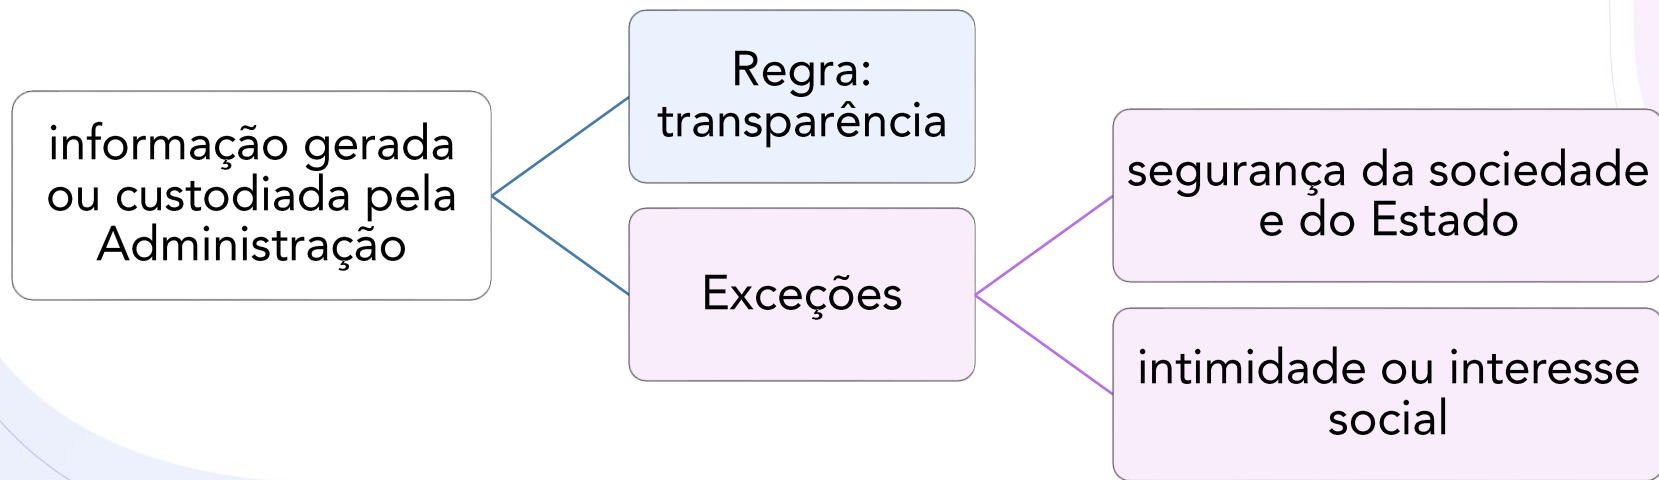 informação gerada
ou custodiada pela
Administração
Regra:
transparência
Exceções
segurança da sociedade
e do Estado
intimidade ou interesse
social